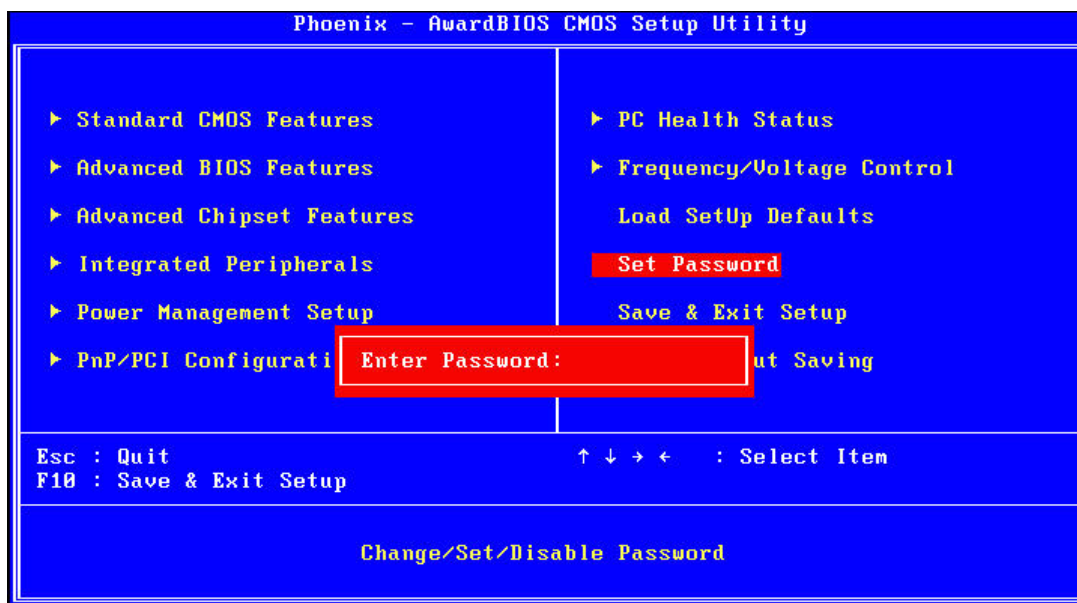 Phoenix - AwardBIOS CMOS Setup Utility
Standard CMOS Features
Advanced BIOS Features
Advanced Chipset Features
Integrated Peripherals
Power Management Setup
PnP/PCI Configurati
PC Health Status
Frequency/Voltage Control
Load SetUp Defaults
Set Password
Save & Exit Setup
ut Saving
Enter Password:
Esc : Quit
F10 : Save & Exit Setup
↑ ↓ → ← : Select Item
Change/Set/Disable Password